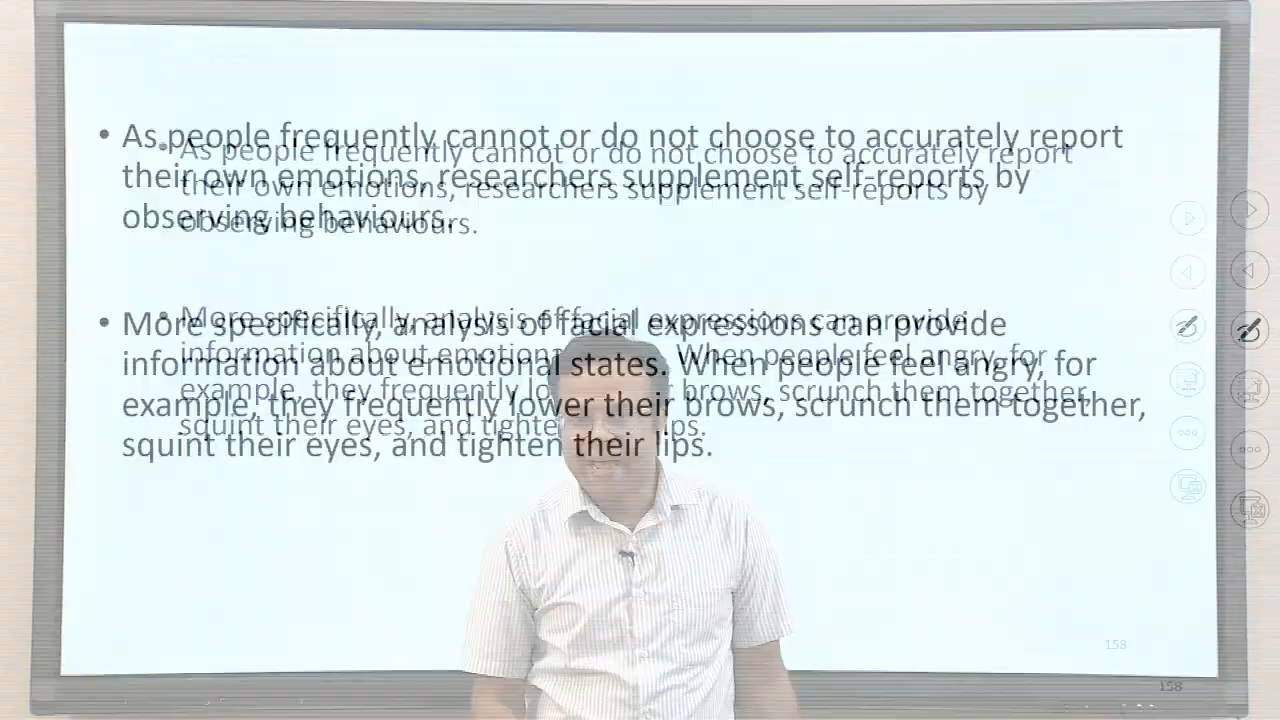 • As people frequently cannot or do not choose to accurately report
their own emotions, researchers supplement self-reports by
observing behaviours.
• More specifically, analysis of facial expressions can provide
information about emotional states. When people feel angry, for
example, they frequently lower their brows, scrunch them together,
squint their eyes, and tighten their lips.
158
158